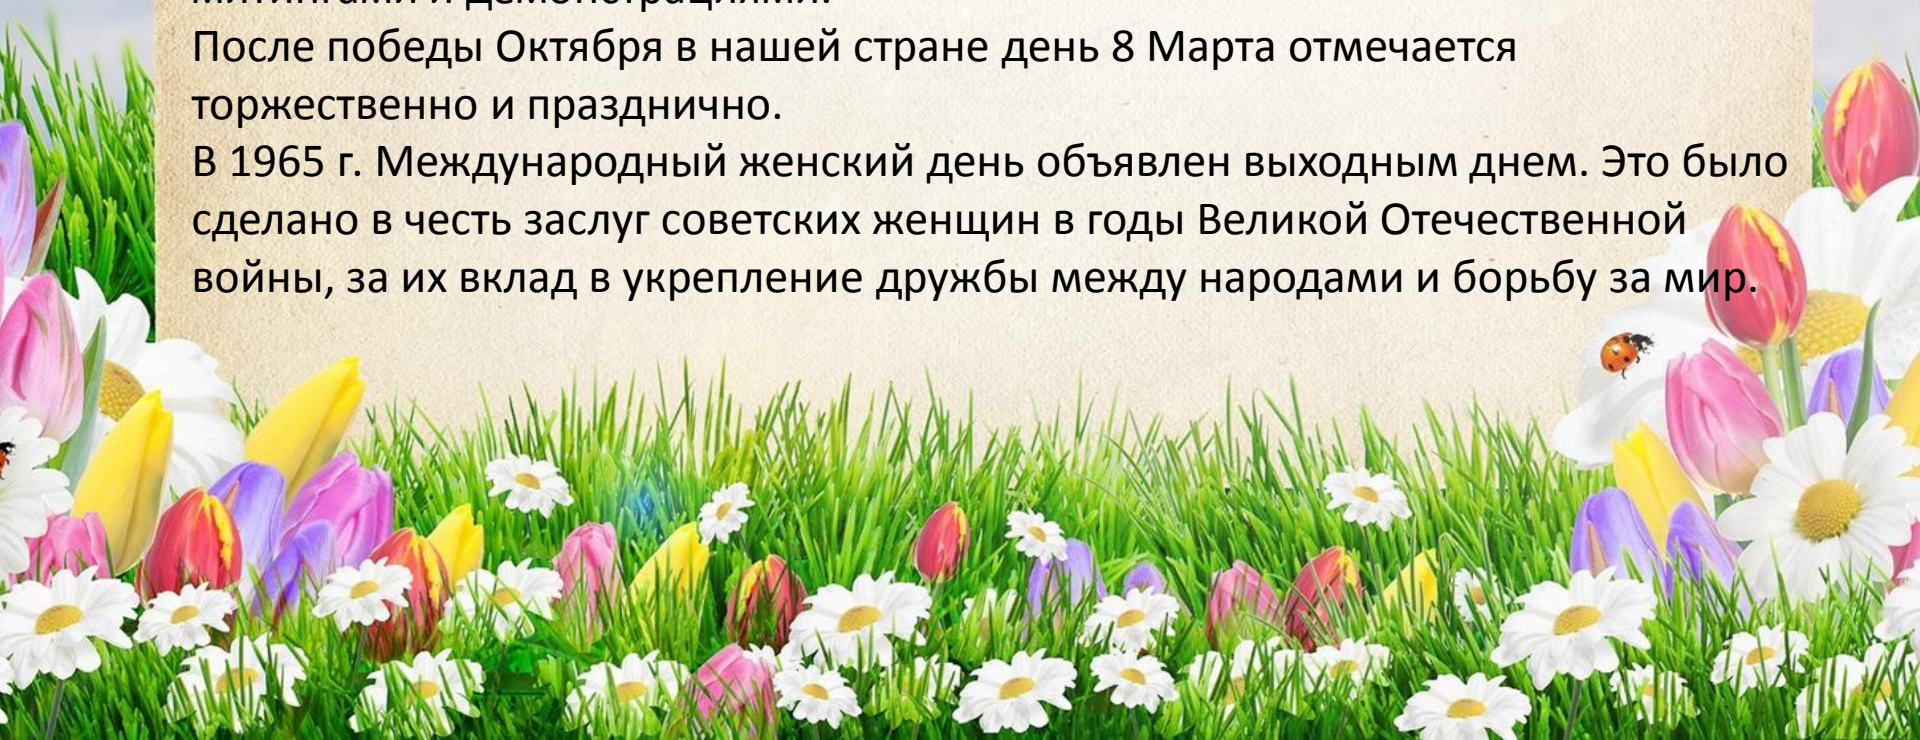 митингами и демонстрациями.
После победы Октября в нашей стране день 8 Марта отмечается
торжественно и празднично.
В 1965 г. Международный женский день объявлен выходным днем. Это было
сделано в честь заслуг советских женщин в годы Великой Отечественной
войны, за их вклад в укрепление дружбы между народами и борьбу за мир.